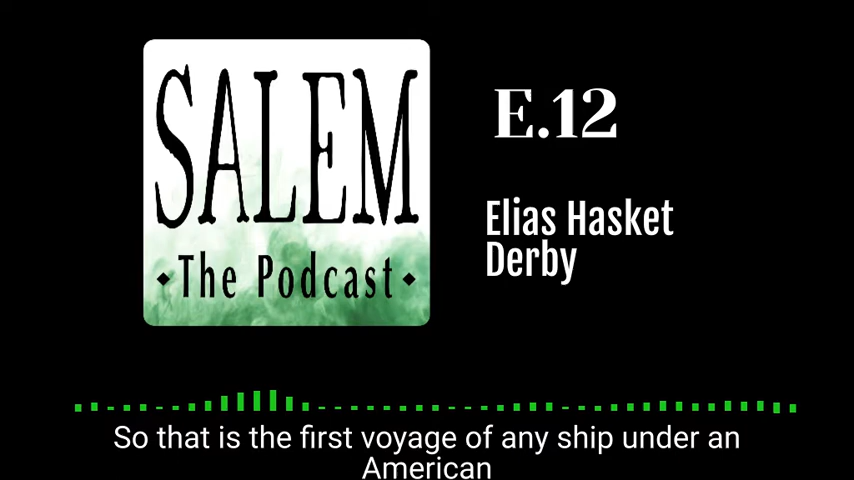 SALEM
The Podcast
E.12
Elias Hasket
Derby
So that is the first voyage of any ship under an
American